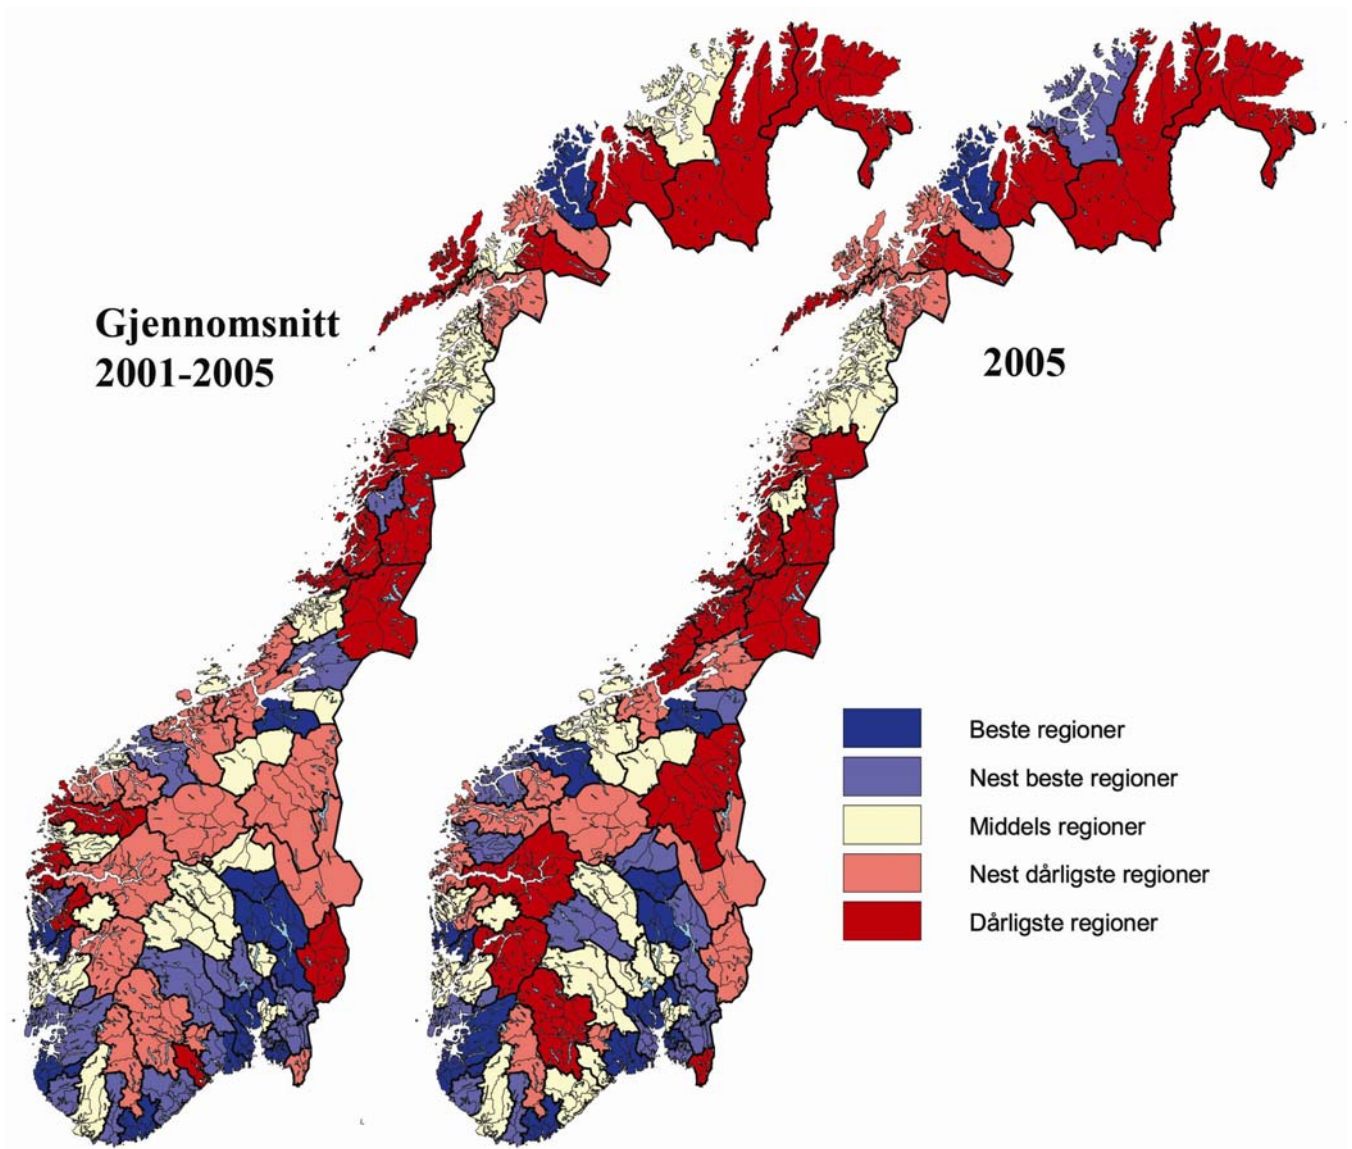 Gjennomsnitt
2001-2005
2005
Beste regioner
Nest beste regioner
Middels regioner
Nest dårligste regioner
Dårligste regioner